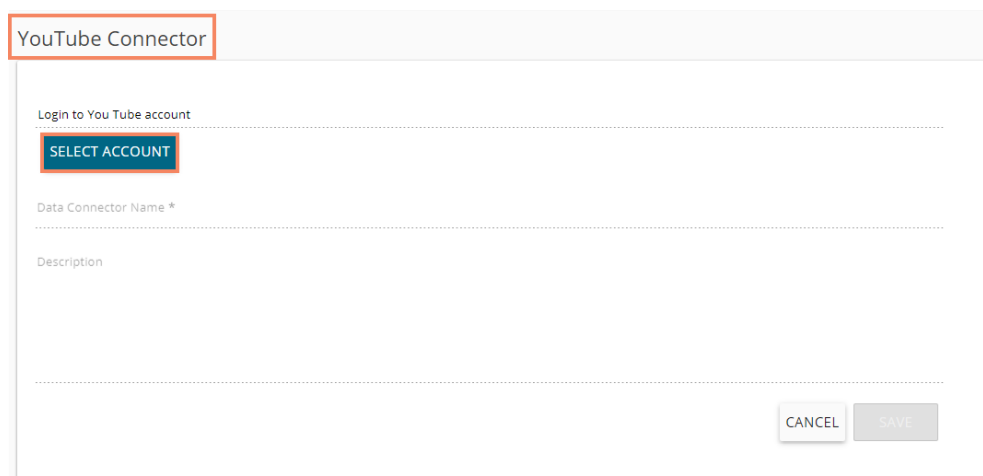 YouTube Connector
Login to You Tube account
SELECT ACCOUNT
Data Connector Name *
Description
CANCEL SAVE